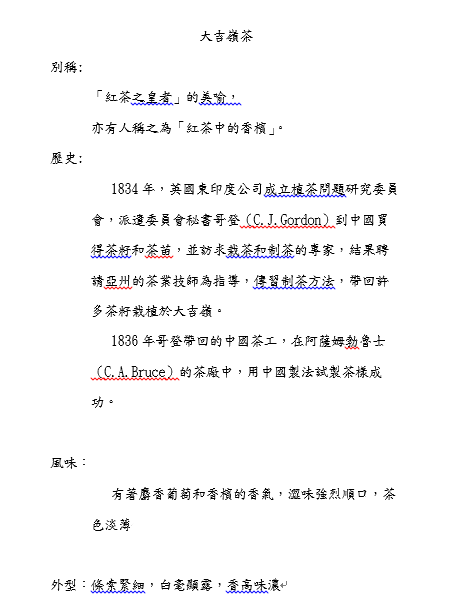 大吉嶺茶
別稱:
「紅茶之皇者」的美喻，
亦有人稱之為「紅茶中的香檳」。
歷史:
1834 年，英國東印度公司成立植茶問題研究委員
會，派遣委員會秘書哥登（C.J.Gordon）到中國買
得茶籽和茶苗，並訪求栽茶和制茶的專家，結果聘
請亞州的茶業技師為指導，傳習制茶方法，帶回許
多茶籽栽植於大吉嶺。
1836 年哥登帶回的中國茶工，在阿薩姆勃魯士
（C.A.Bruce）的茶廠中，用中國製法試製茶樣成
功。
風味：
有著麝香葡萄和香檳的香氣，澀味強烈順口，茶
色淡薄
外型：條索緊細，白毫顯露，香高味濃